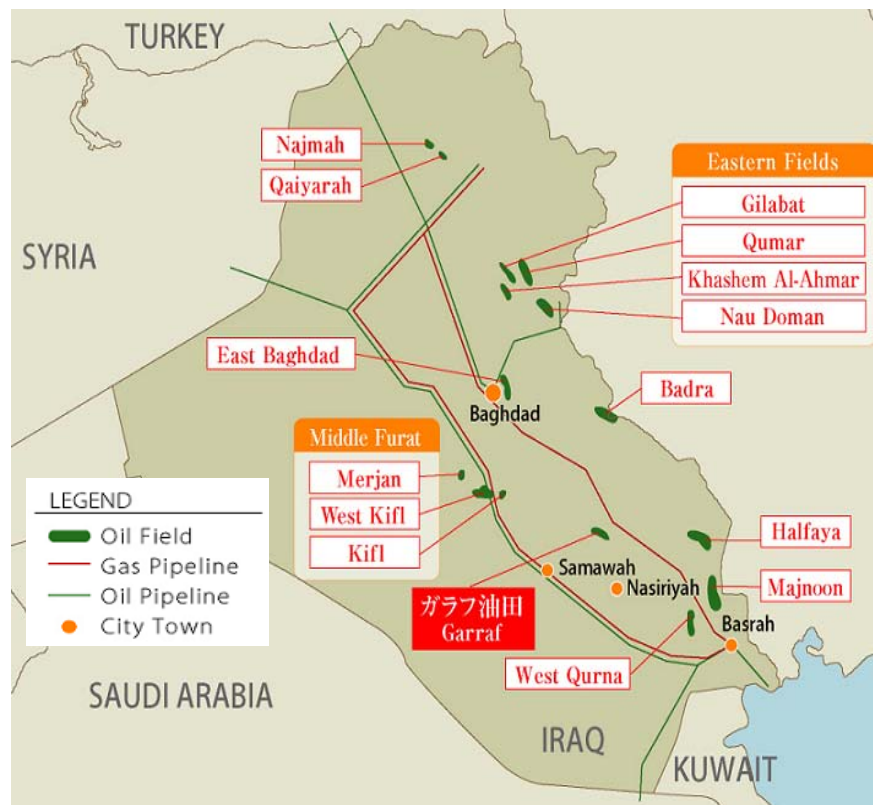 TURKEY
Najmah
Qaiyarah
Eastern Fields
Gilabat
Qumar
Khashem Al-Ahmar
Nau Doman
SYRIA
East Baghdad
Baghdad
Badra
Middle Furat
Merjan
West Kifl
Kifl
LEGEND
Oil Field
Gas Pipeline
Oil Pipeline
City Town
Halfaya
Majnoon
Samawah
Nasiriyah
ガラフ油田
Garraf
Basrah
West Qurna
SAUDI ARABIA
IRAQ
KUWAIT